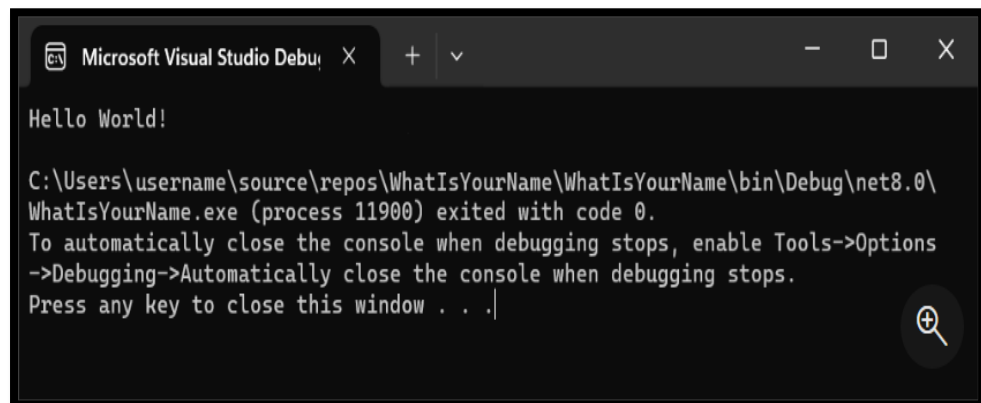 Microsoft Visual Studio Debu
Hello World!
C:\Users\username\source\repos\WhatIsYourName\WhatIsYourName\bin\Debug\net8.0\
WhatIsYourName.exe (process 11900) exited with code 0.
To automatically close the console when debugging stops, enable Tools->Options
->Debugging->Automatically close the console when debugging stops.
Press any key to close this window . . .